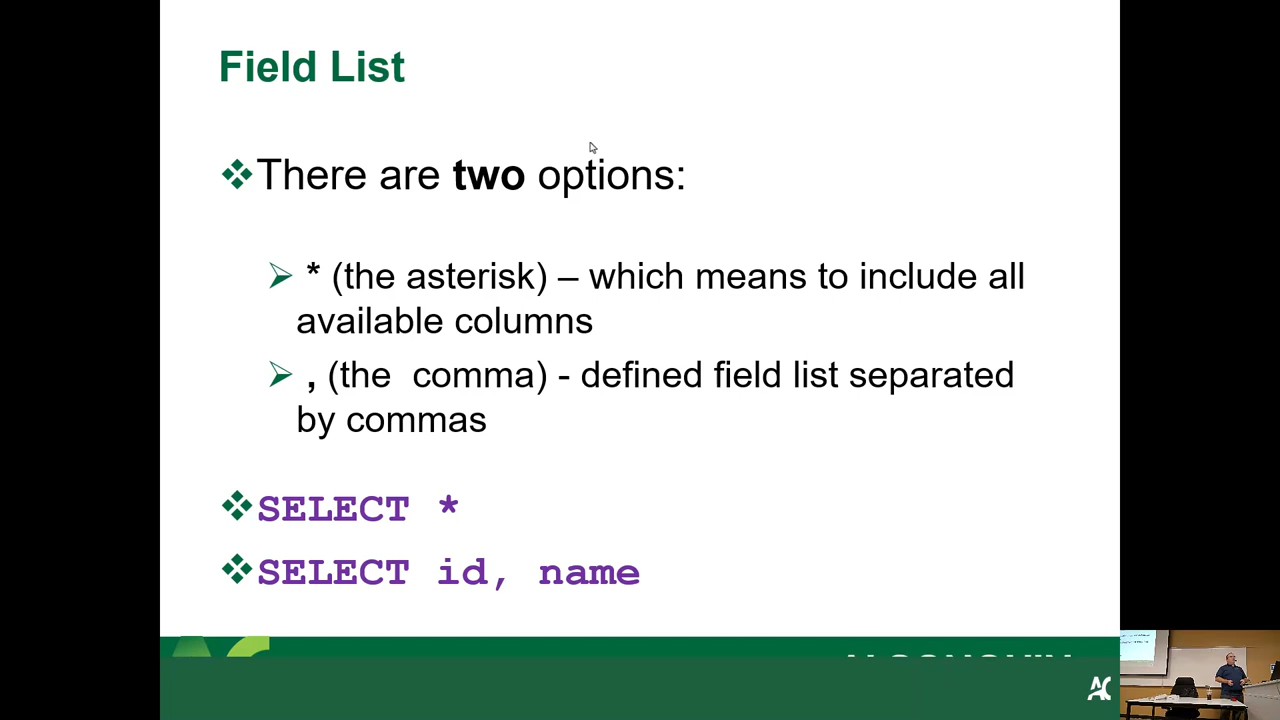 Field List
There are two options:
* (the asterisk) – which means to include all
available columns
, (the  comma) - defined field list separated
by commas
SELECT *
SELECT id, name